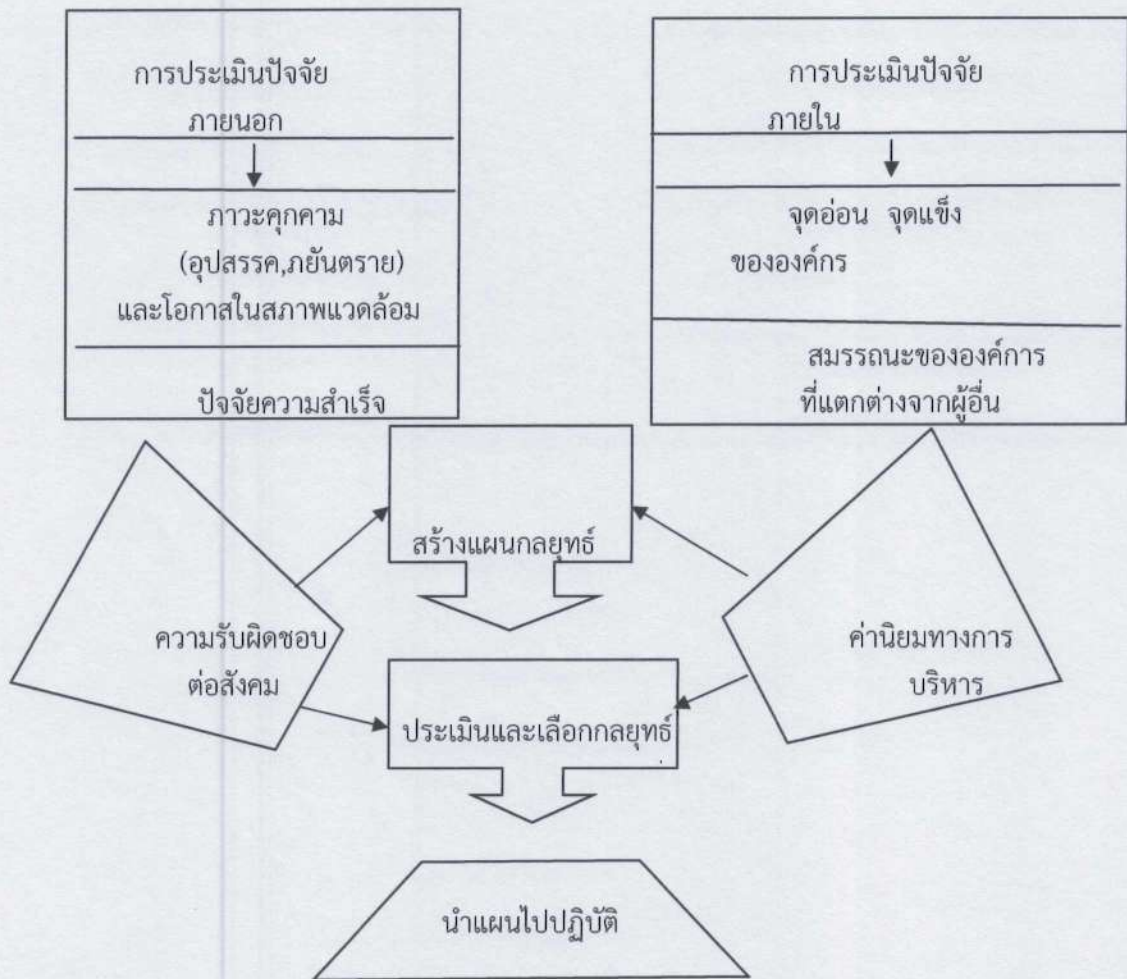 การประเมินปัจจัย
ภายนอก
ภาวะคุกคาม
(อุปสรรค,ภยันตราย)
และโอกาสในสภาพแวดล้อม
ปัจจัยความสำเร็จ
การประเมินปัจจัย
ภายใน
จุดอ่อน จุดแข็ง
ขององค์กร
สมรรถนะขององค์การ
ที่แตกต่างจากผู้อื่น
สร้างแผนกลยุทธ์
ความรับผิดชอบ
ต่อสังคม
ค่านิยมทางการ
บริหาร
ประเมินและเลือกกลยุทธ์
นำแผนไปปฏิบัติ